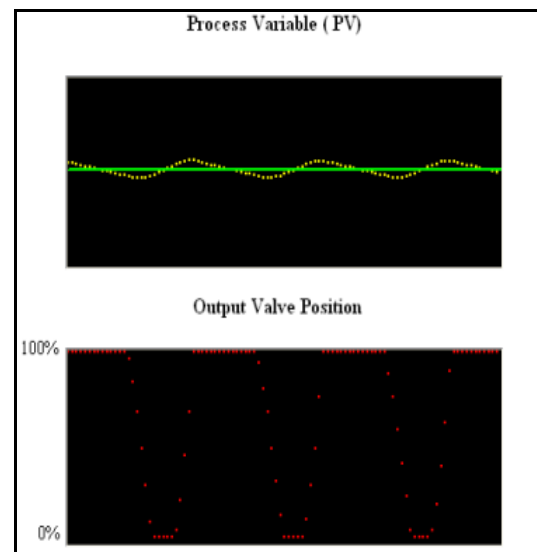 Process Variable ( PV)
Output Valve Position
100%
0%